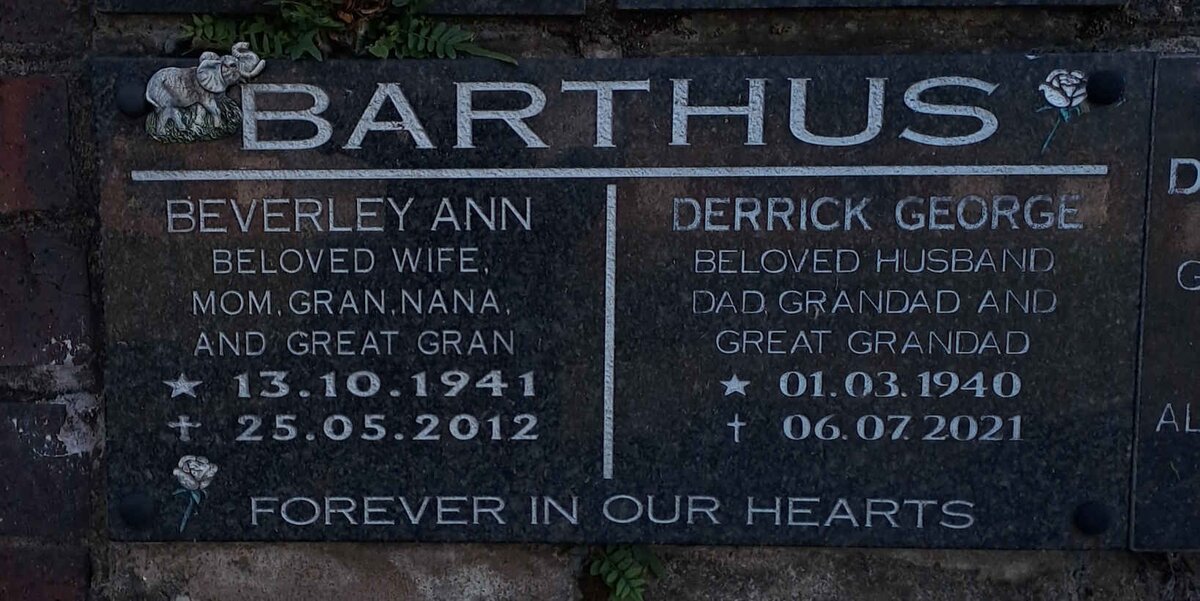 BARTHUS
BEVERLEY ANN
BELOVED WIFE,
MOM, GRAN, NANA,
AND GREAT GRAN
★ 13.10.1941
✝ 25.05.2012
DERRICK GEORGE
BELOVED HUSBAND,
DAD, GRANDAD AND
GREAT GRANDAD
★ 01.03.1940
✝ 06.07.2021
FOREVER IN OUR HEARTS